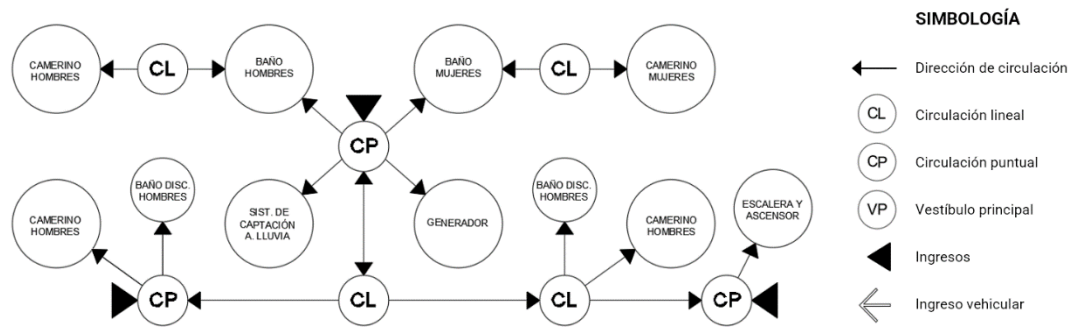 CAMERINO
HOMBRES
CL
BAÑO
HOMBRES
BAÑO
MUJERES
CL
CAMERINO
MUJERES
CP
CAMERINO
HOMBRES
BAÑO DISC.
HOMBRES
SIST. DE
CAPTACIÓN
A. LLUVIA
GENERADOR
BAÑO DISC.
HOMBRES
CAMERINO
HOMBRES
ESCALERA Y
ASCENSOR
CP
CL
CL
CP
SIMBOLOGÍA
Dirección de circulación
CL Circulación lineal
CP Circulación puntual
VP Vestíbulo principal
Ingresos
Ingreso vehicular